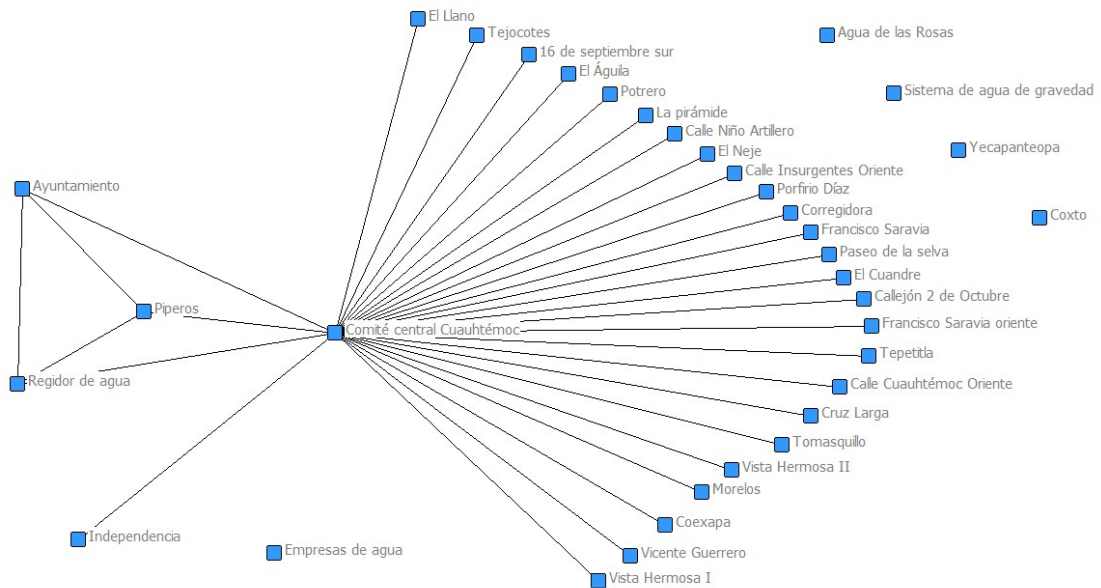 El Llano
Tejocotes
Agua de las Rosas
16 de septiembre sur
El Águila
Potrero
Sistema de agua de gravedad
La pirámide
Calle Niño Artillero
El Neje
Yecapanteopa
Calle Insurgentes Oriente
Ayuntamiento
Porfirio Díaz
Corregidora
Coxto
Francisco Saravia
Paseo de la selva
El Cuandre
Callejón 2 de Octubre
Piperos
Francisco Saravia oriente
Comité central Cuauhtémoc
Tepetitla
Regidor de agua
Calle Cuauhtémoc Oriente
Cruz Larga
Tomasquillo
Vista Hermosa II
Morelos
Coexapa
Independencia
Empresas de agua
Vicente Guerrero
Vista Hermosa I